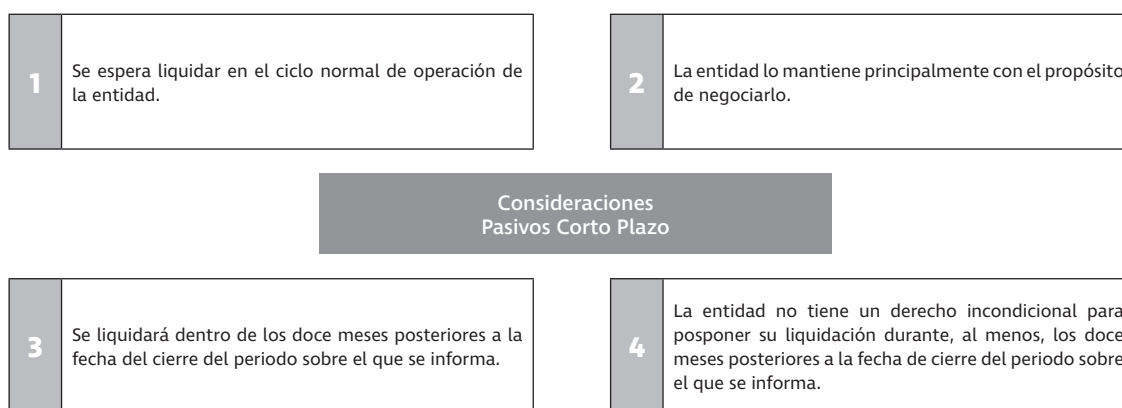 1
Se espera liquidar en el ciclo normal de operación de
la entidad.
2
La entidad lo mantiene principalmente con el propósito
de negociarlo.
Consideraciones
Pasivos Corto Plazo
3
Se liquidará dentro de los doce meses posteriores a la
fecha del cierre del periodo sobre el que se informa.
4
La entidad no tiene un derecho incondicional para
posponer su liquidación durante, al menos, los doce
meses posteriores a la fecha de cierre del periodo sobre
el que se informa.